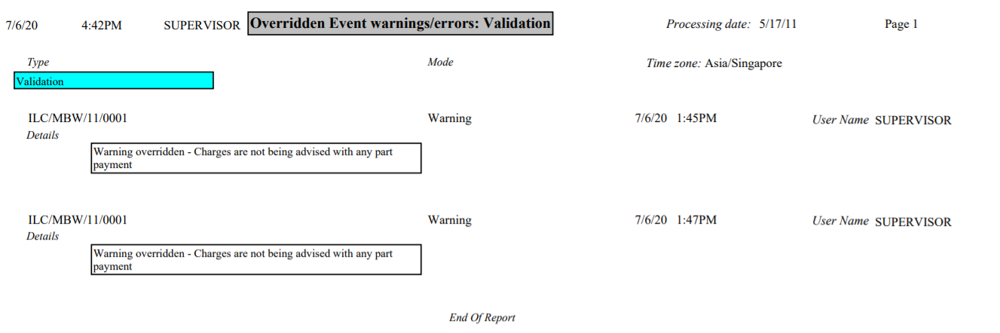 7/6/20 4:42PM SUPERVISOR Overridden Event warnings/errors: Validation Processing date: 5/17/11 Page 1
Type Mode Time zone: Asia/Singapore
Validation
ILC/MBW/11/0001 Warning 7/6/20 1:45PM User Name SUPERVISOR
Details
Warning overridden - Charges are not being advised with any part
payment
ILC/MBW/11/0001 Warning 7/6/20 1:47PM User Name SUPERVISOR
Details
Warning overridden - Charges are not being advised with any part
payment
End Of Report